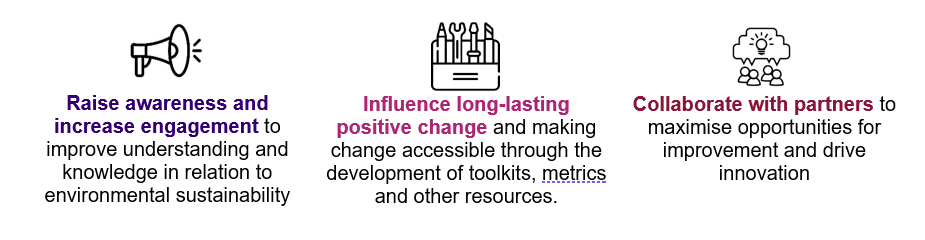 Raise awareness and
increase engagement to
improve understanding and
knowledge in relation to
environmental sustainability
Influence long-lasting
positive change and making
change accessible through the
development of toolkits, metrics
and other resources.
Collaborate with partners to
maximise opportunities for
improvement and drive
innovation